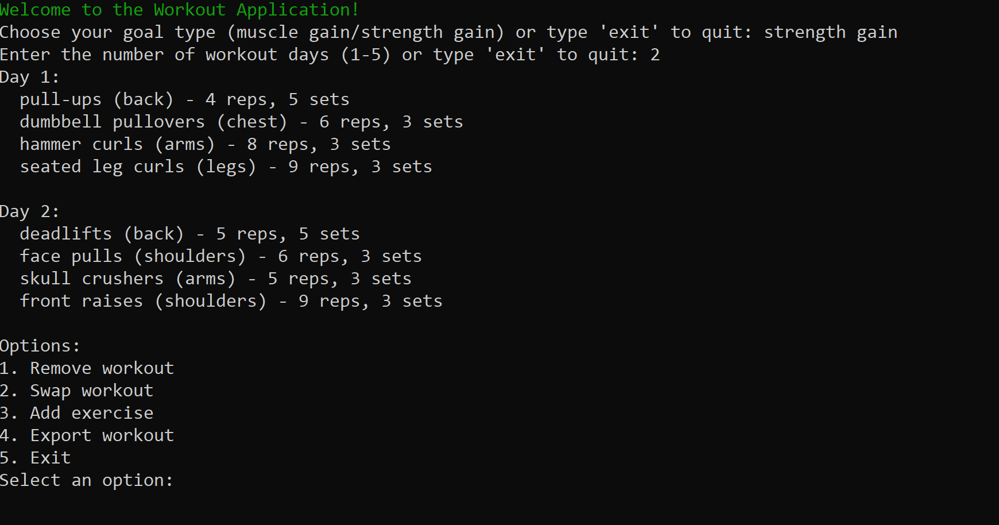 Welcome to the Workout Application!
Choose your goal type (muscle gain/strength gain) or type 'exit' to quit: strength gain
Enter the number of workout days (1-5) or type 'exit' to quit: 2
Day 1:
  pull-ups (back) - 4 reps, 5 sets
  dumbbell pullovers (chest) - 6 reps, 3 sets
  hammer curls (arms) - 8 reps, 3 sets
  seated leg curls (legs) - 9 reps, 3 sets

Day 2:
  deadlifts (back) - 5 reps, 5 sets
  face pulls (shoulders) - 6 reps, 3 sets
  skull crushers (arms) - 5 reps, 3 sets
  front raises (shoulders) - 9 reps, 3 sets

Options:
1. Remove workout
2. Swap workout
3. Add exercise
4. Export workout
5. Exit
Select an option: